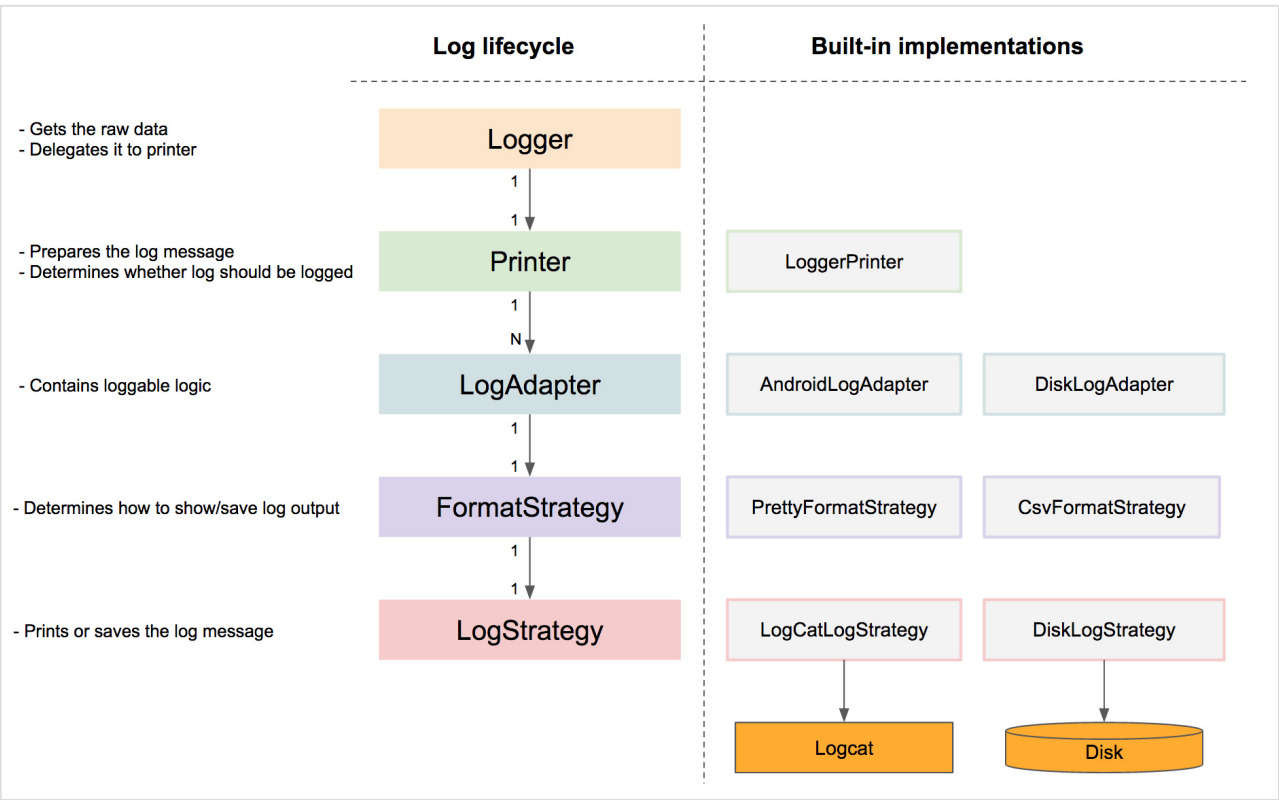 Log lifecycle
Built-in implementations
- Gets the raw data
- Delegates it to printer
Logger
1
1
- Prepares the log message
- Determines whether log should be logged
Printer
LoggerPrinter
1
N
- Contains loggable logic
LogAdapter
AndroidLogAdapter
DiskLogAdapter
1
1
- Determines how to show/save log output
FormatStrategy
PrettyFormatStrategy
CsvFormatStrategy
1
1
- Prints or saves the log message
LogStrategy
LogCatLogStrategy
DiskLogStrategy
Logcat
Disk